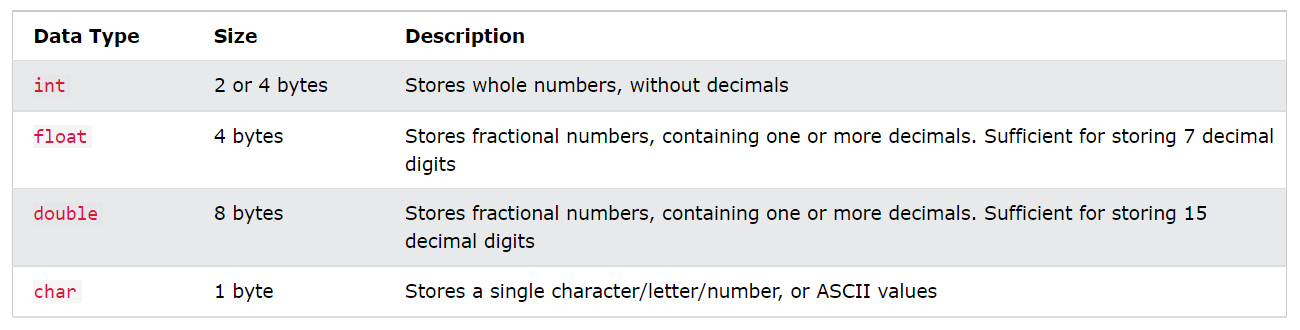 Data Type Size Description
int 2 or 4 bytes Stores whole numbers, without decimals
float 4 bytes Stores fractional numbers, containing one or more decimals. Sufficient for storing 7 decimal
digits
double 8 bytes Stores fractional numbers, containing one or more decimals. Sufficient for storing 15
decimal digits
char 1 byte Stores a single character/letter/number, or ASCII values